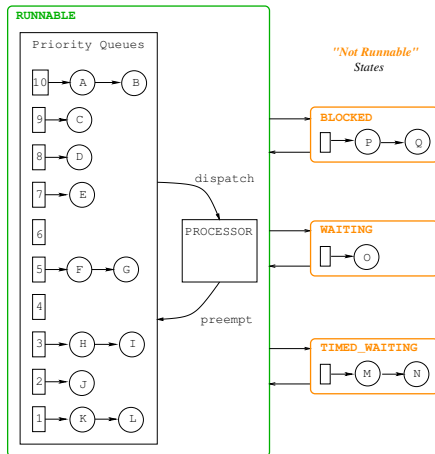 RUNNABLE
Priority Queues
10 A B
9 C
8 D
7 E
6
5 F G
4
3 H I
2 J
1 K L
dispatch
PROCESSOR
preempt
"Not Runnable"
States
BLOCKED
P Q
WAITING
O
TIMED_WAITING
M N